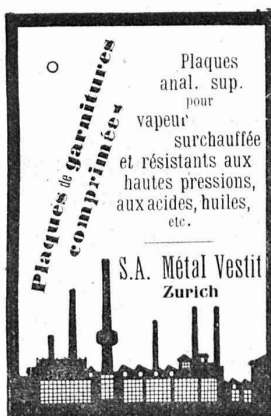 Plaques de garnitures
comprimées
Plaques
anal. sup.
pour
vapeur
surchauffée
et résistants aux
hautes pressions,
aux acides, huiles,
etc.
S.A. Métal Vestit
Zurich